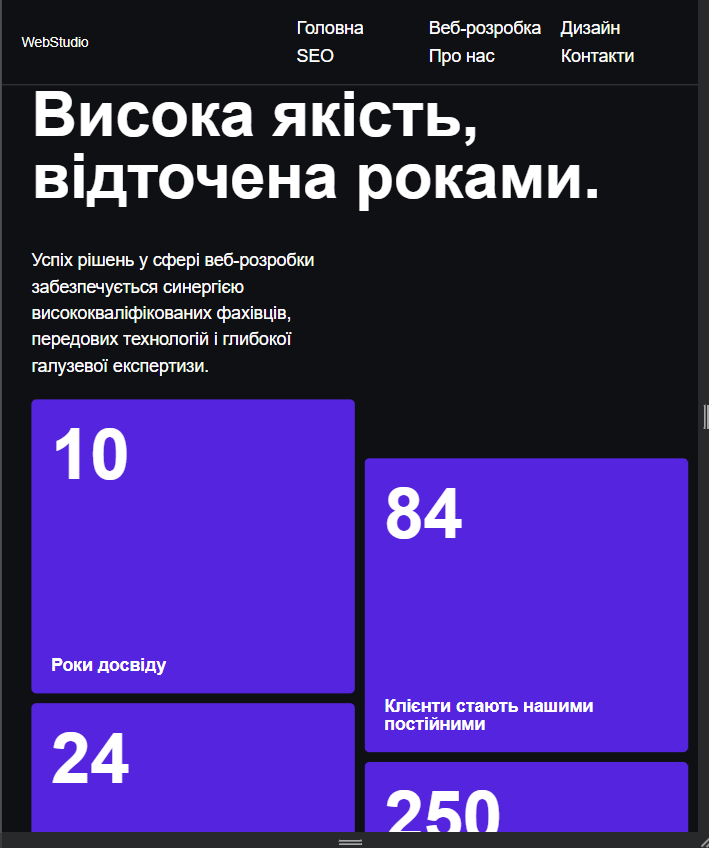 WebStudio
Головна Веб-розробка Дизайн
SEO Про нас Контакти
Висока якість,
відточена роками.
Успіх рішень у сфері веб-розробки
забезпечується синергією
висококваліфікованих фахівців,
передових технологій і глибокої
галузевої експертизи.
10
Роки досвіду
84
Клієнти стають нашими
постійними
24
250